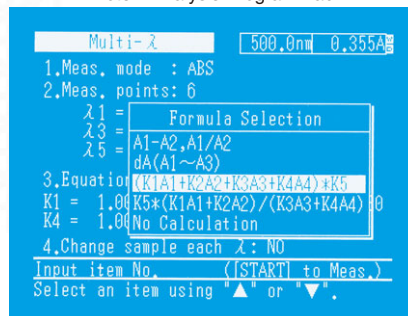 Multi-λ
500.0nm 0.355A
1.Meas. mode : ABS
2.Meas. points: 6
λ1 =
λ3 =
λ5 =
Formula Selection
A1-A2,A1/A2
dA(A1～A3)
(K1A1+K2A2+K3A3+K4A4)*K5
K5*(K1A1+K2A2)/(K3A3+K4A4)
No Calculation
3.Equation
K1 = 1.00
K4 = 1.00
0
4.Change sample each λ: NO
Input item No. ([START] to Meas.)
Select an item using "▲" or "▼".